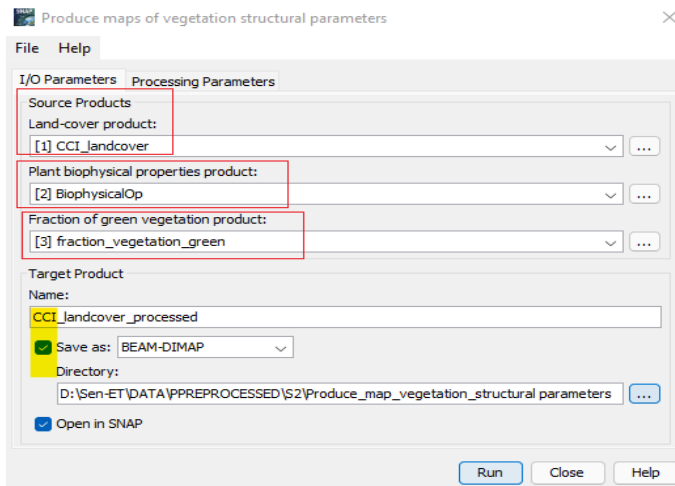 SNAP
Produce maps of vegetation structural parameters
File Help
I/O Parameters Processing Parameters
Source Products
Land-cover product:
[1] CCI_landcover
...
Plant biophysical properties product:
[2] BiophysicalOp
...
Fraction of green vegetation product:
[3] fraction_vegetation_green
...
Target Product
Name:
CCI_landcover_processed
Save as: BEAM-DIMAP
Directory:
D:\Sen-ET\DATA\PPREPROCESSED\S2\Produce_map_vegetation_structural parameters
...
Open in SNAP
Run Close Help